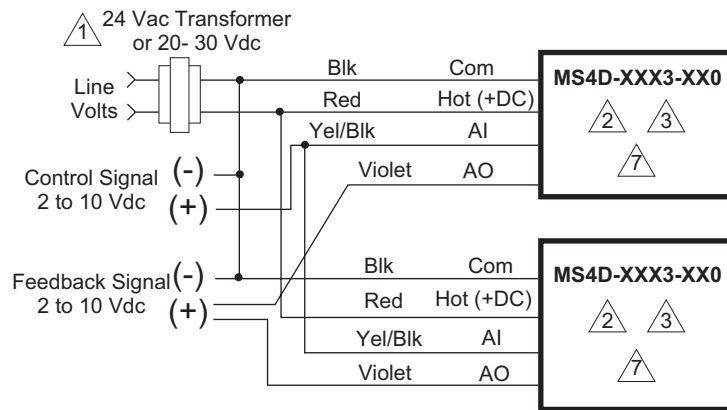 1
24 Vac Transformer
or 20- 30 Vdc
Line
Volts
Blk
Com
Red
Hot (+DC)
Yel/Blk
AI
Violet
AO
MS4D-XXX3-XX0
2
3
7
Control Signal
2 to 10 Vdc
(-)
(+)
Feedback Signal
2 to 10 Vdc
(-)
(+)
Blk
Com
Red
Hot (+DC)
Yel/Blk
AI
Violet
AO
MS4D-XXX3-XX0
2
3
7